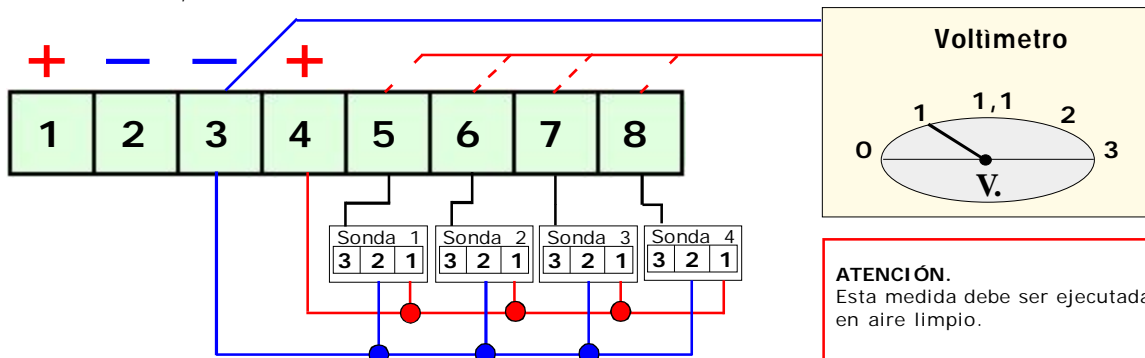 Voltìmetro
+ — — +
1 2 3 4 5 6 7 8
0 1 1,1 2 3
V.
Sonda 1 Sonda 2 Sonda 3 Sonda 4
3 2 1 3 2 1 3 2 1 3 2 1
ATENCIÓN.
Esta medida debe ser ejecutada
en aire limpio.